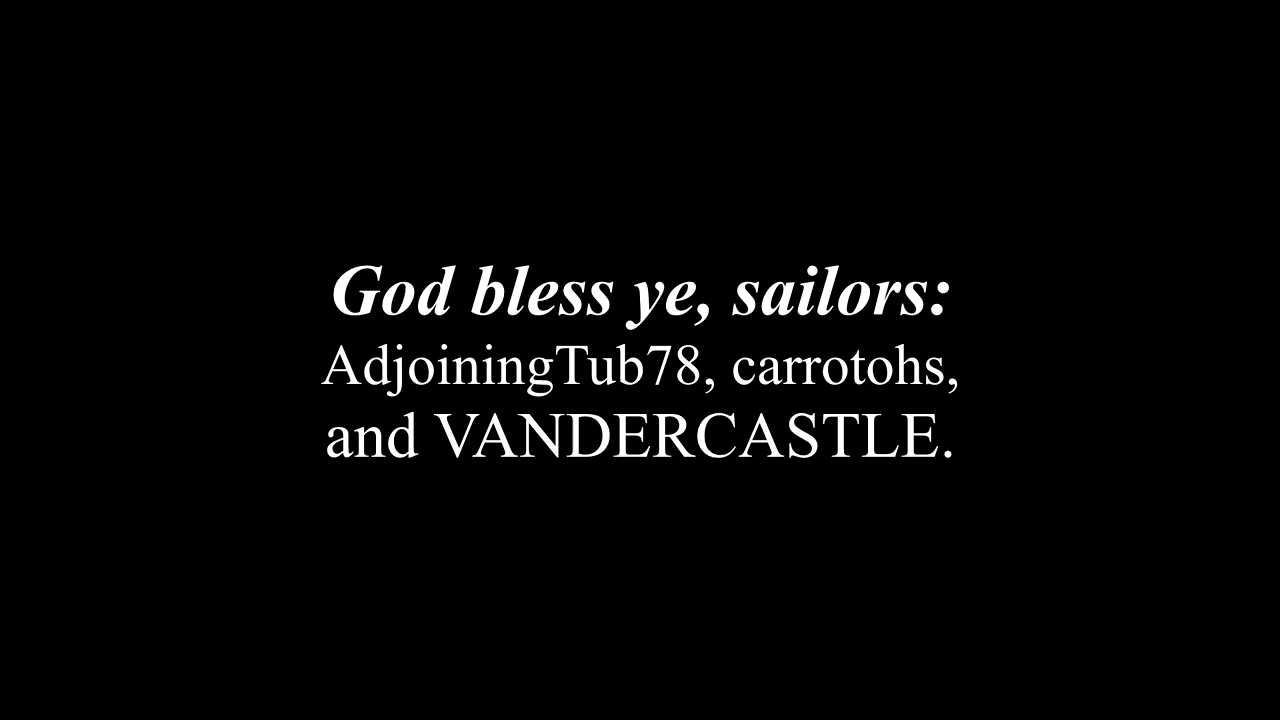 God bless ye, sailors:
AdjoiningTub78, carrotohs,
and VANDERCASTLE.